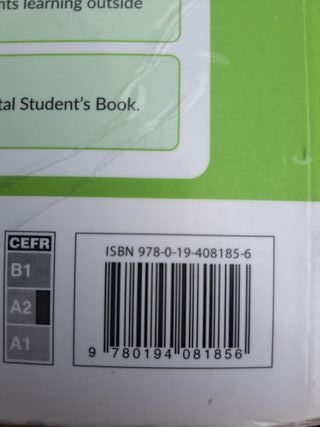 nts learning outside
tal Student's Book.
CEFR
B1
A2
A1
ISBN 978-0-19-408185-6
9 780194 081856